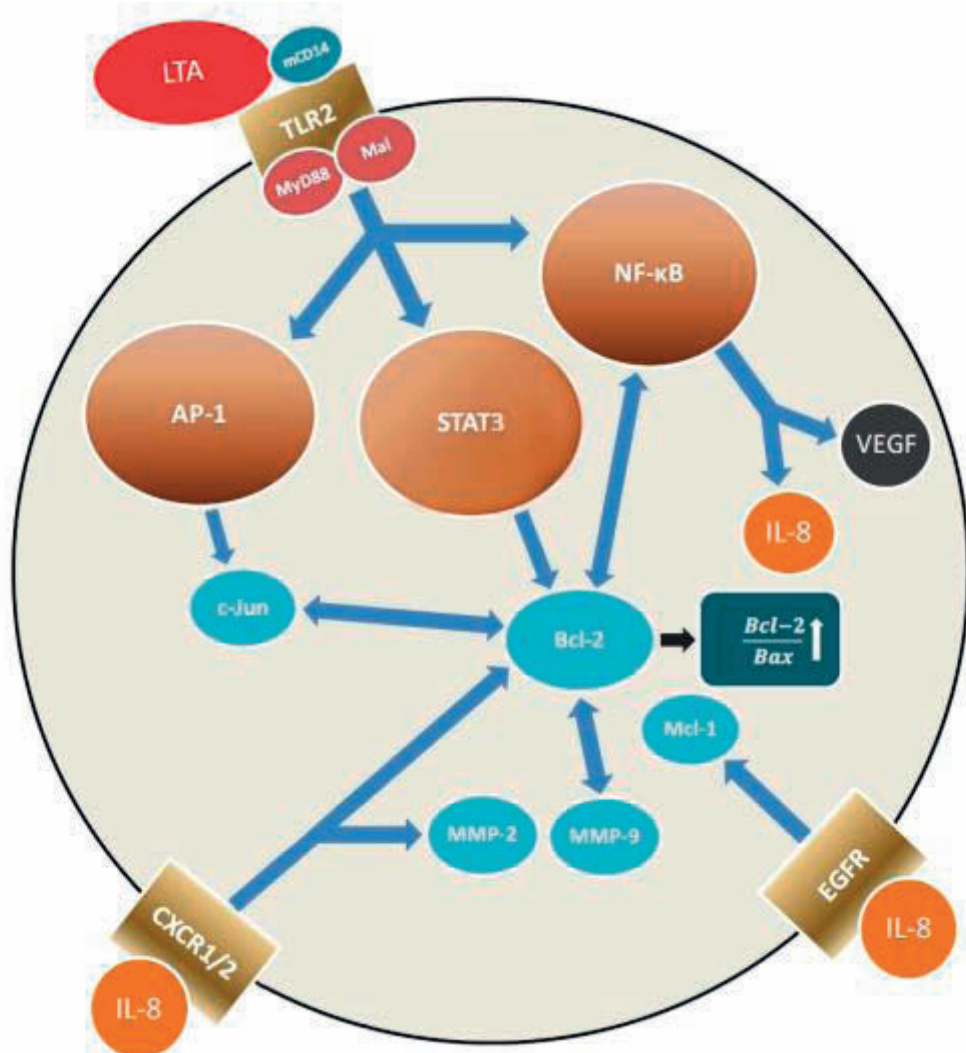 LTA
mCD14
TLR2
Mal
MyD88
NF-κB
AP-1
STAT3
VEGF
IL-8
c-Jun
Bcl-2
Bcl-2
Bax
Mcl-1
MMP-2
MMP-9
EGFR
IL-8
CXCR1/2
IL-8